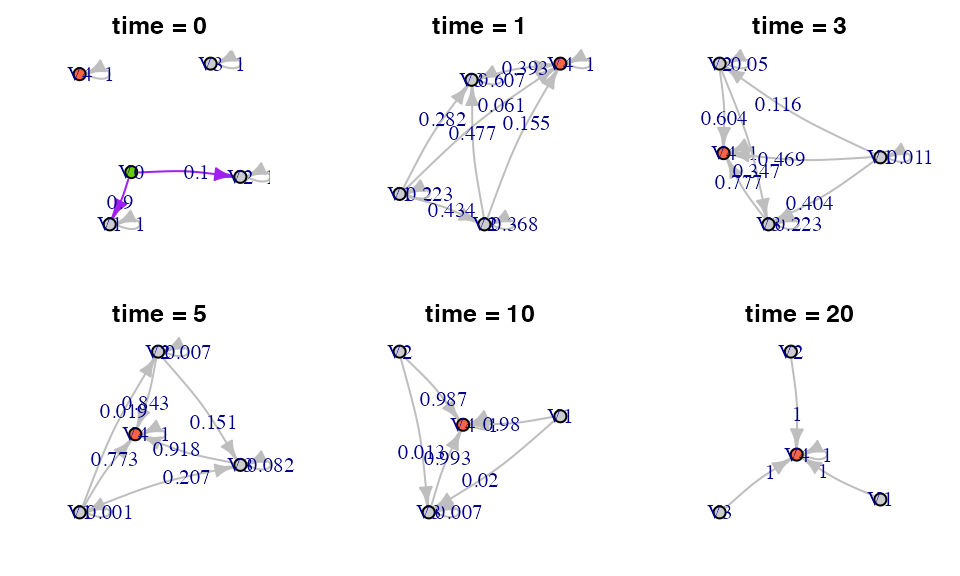 time = 0
V4 1
V3 1
V0 0.1 V2 1
0.9
V1 1
time = 1
V4 1
0.393
V3 0.607
0.061
0.282
0.155
0.477
V1 0.223
0.434
V2 0.368
time = 3
V2 0.05
0.116
0.604
V4 1
0.469
V1 0.011
0.347
0.777
0.404
V3 0.223
time = 5
V2 0.007
0.843
0.019
0.151
V4 1
0.918
0.773
V3 0.082
0.207
V1 0.001
time = 10
V2
0.987
V1
V4 1
0.98
0.013
0.993
0.02
V3 0.007
time = 20
V2
1
V4 1
1
1
V1
V3